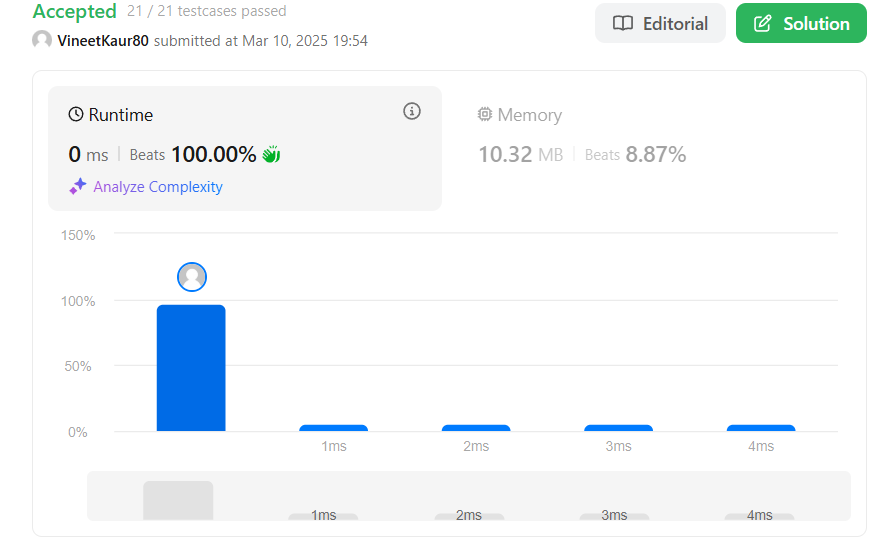 Accepted 21 / 21 testcases passed
Editorial
Solution
VineetKaur80 submitted at Mar 10, 2025 19:54
Runtime
0 ms | Beats 100.00%
Analyze Complexity
Memory
10.32 MB | Beats 8.87%
150%
100%
50%
0%
1ms 2ms 3ms 4ms
1ms 2ms 3ms 4ms